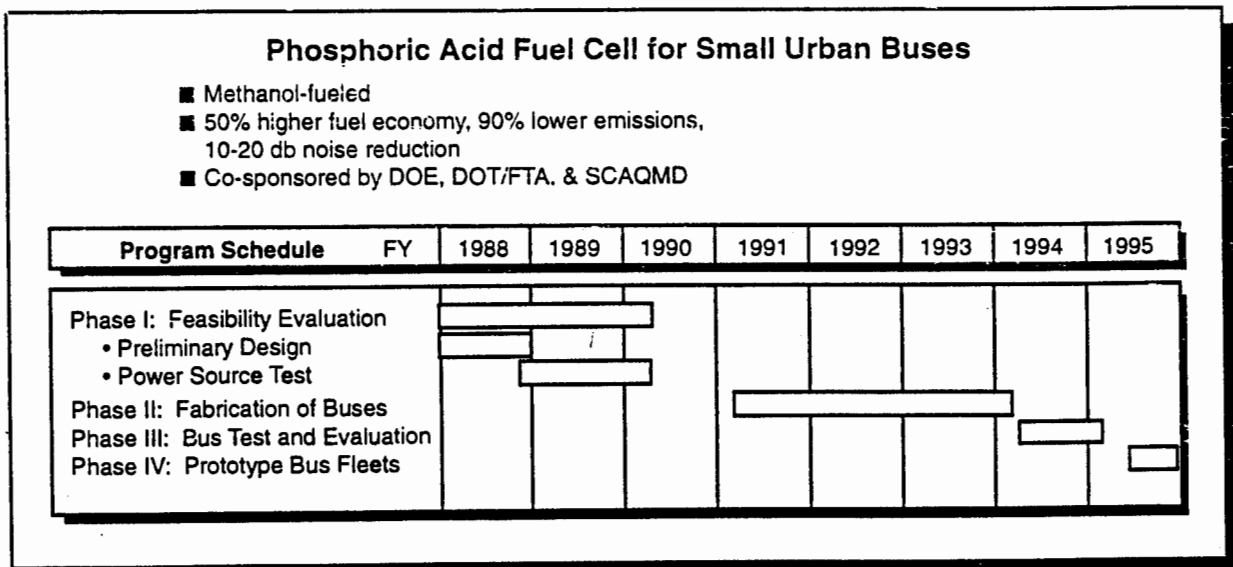 Phosphoric Acid Fuel Cell for Small Urban Buses
■ Methanol-fueled
■ 50% higher fuel economy, 90% lower emissions,
10-20 db noise reduction
■ Co-sponsored by DOE, DOT/FTA. & SCAQMD
Program Schedule FY 1988 1989 1990 1991 1992 1993 1994 1995
Phase I: Feasibility Evaluation
• Preliminary Design
• Power Source Test
Phase II: Fabrication of Buses
Phase III: Bus Test and Evaluation
Phase IV: Prototype Bus Fleets